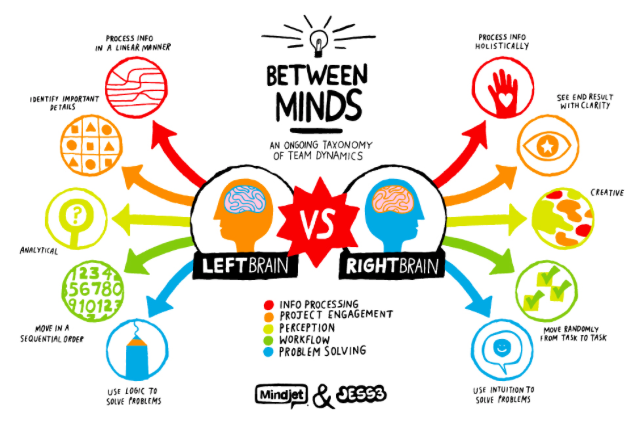 BETWEEN
MINDS
AN ONGOING TAXONOMY
OF TEAM DYNAMICS
PROCESS INFO
IN A LINEAR MANNER
IDENTIFY IMPORTANT
DETAILS
?
ANALYTICAL
1234
56780
910123
MOVE IN A
SEQUENTIAL ORDER
USE LOGIC TO
SOLVE PROBLEMS
LEFTBRAIN
VS
RIGHTBRAIN
PROCESS INFO
HOLISTICALLY
SEE END RESULT
WITH CLARITY
CREATIVE
MOVE RANDOMLY
FROM TASK TO TASK
USE INTUITION TO
SOLVE PROBLEMS
INFO PROCESSING
PROJECT ENGAGEMENT
PERCEPTION
WORKFLOW
PROBLEM SOLVING
Mindjet & JESS3